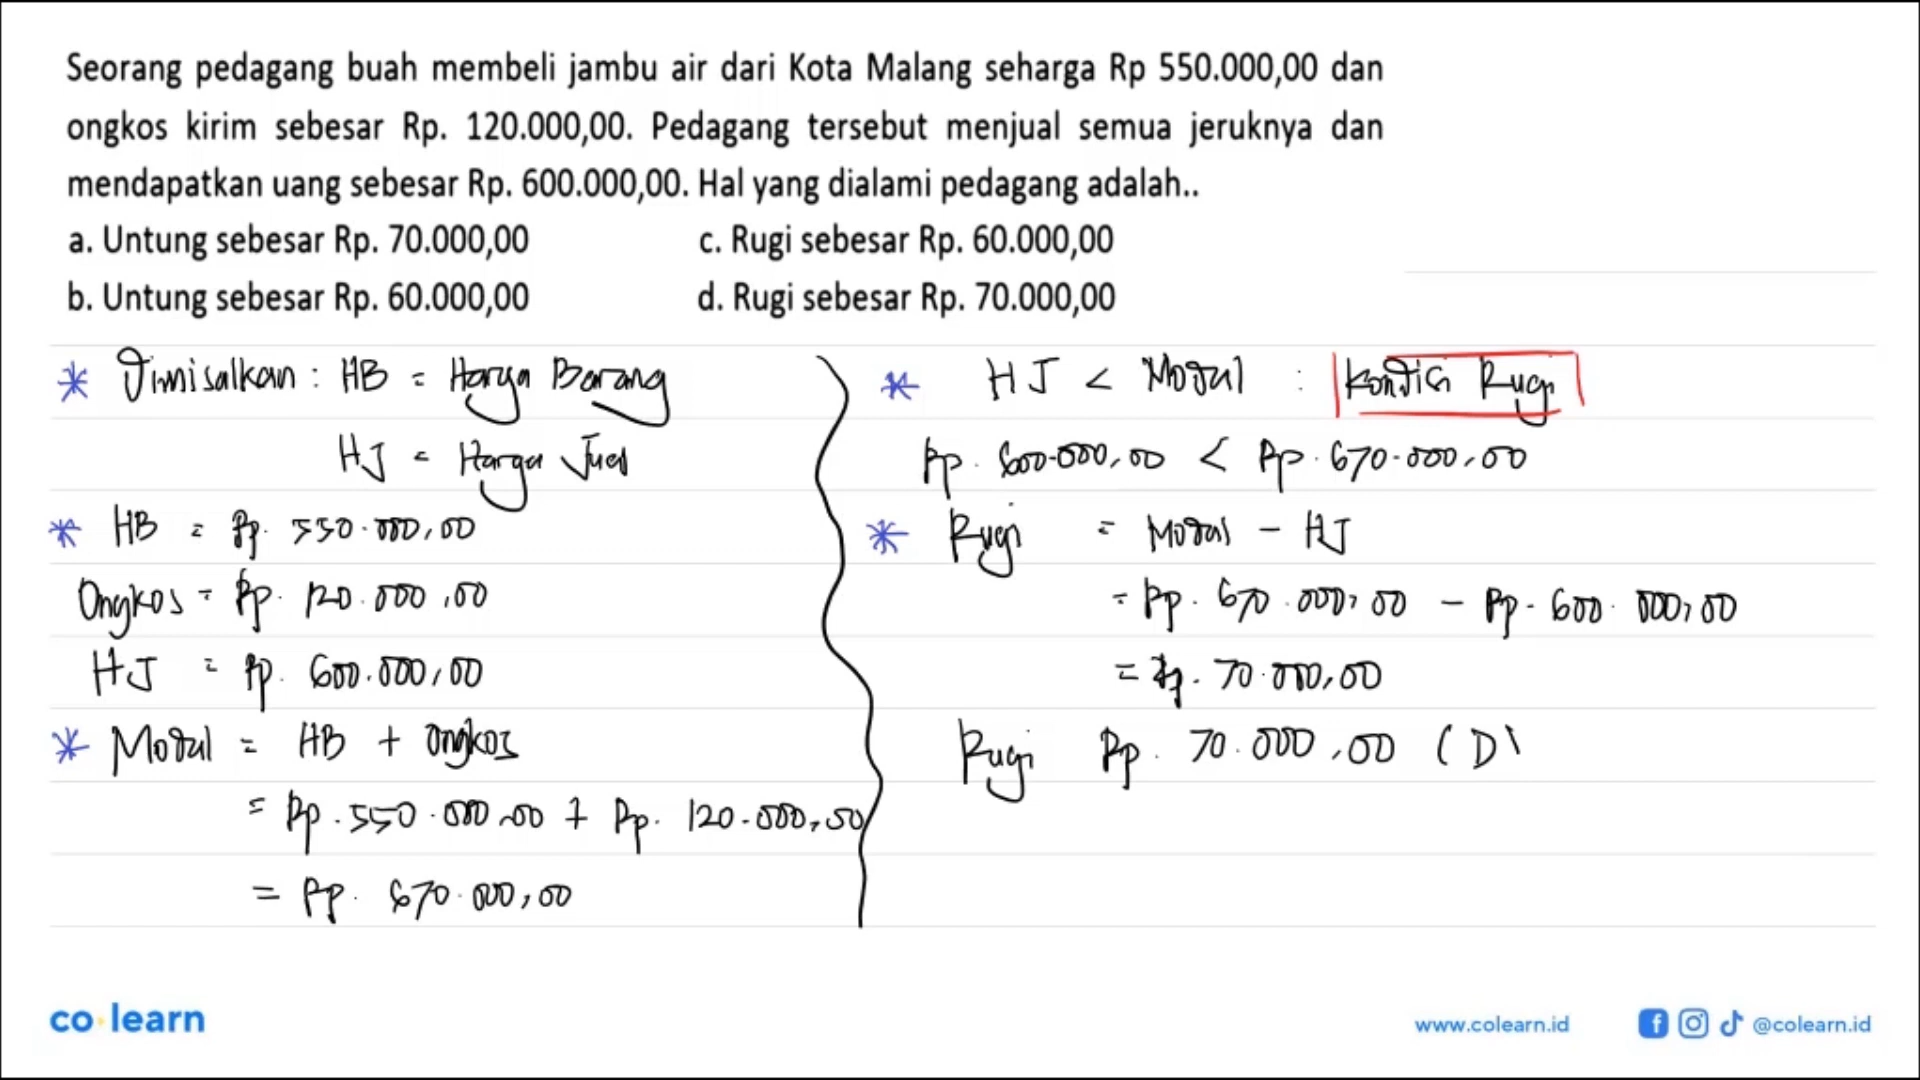 Seorang pedagang buah membeli jambu air dari Kota Malang seharga Rp 550.000,00 dan
ongkos kirim sebesar Rp. 120.000,00. Pedagang tersebut menjual semua jeruknya dan
mendapatkan uang sebesar Rp. 600.000,00. Hal yang dialami pedagang adalah..
a. Untung sebesar Rp. 70.000,00
c. Rugi sebesar Rp. 60.000,00
b. Untung sebesar Rp. 60.000,00
d. Rugi sebesar Rp. 70.000,00
* Dimisalkan : HB = Harga Barang
HJ = Harga Jual
* HB = Rp. 550.000,00
Ongkos = Rp. 120.000,00
HJ = Rp. 600.000,00
* Modal = HB + Ongkos
= Rp. 550.000,00 + Rp. 120.000,00
= Rp. 670.000,00
* HJ < Modal : Kondisi Rugi
Rp. 600.000,00 < Rp. 670.000,00
* Rugi = Modal - HJ
= Rp. 670.000,00 - Rp. 600.000,00
= Rp. 70.000,00
Rugi Rp. 70.000,00 (D)
co learn
www.colearn.id
@colearn.id